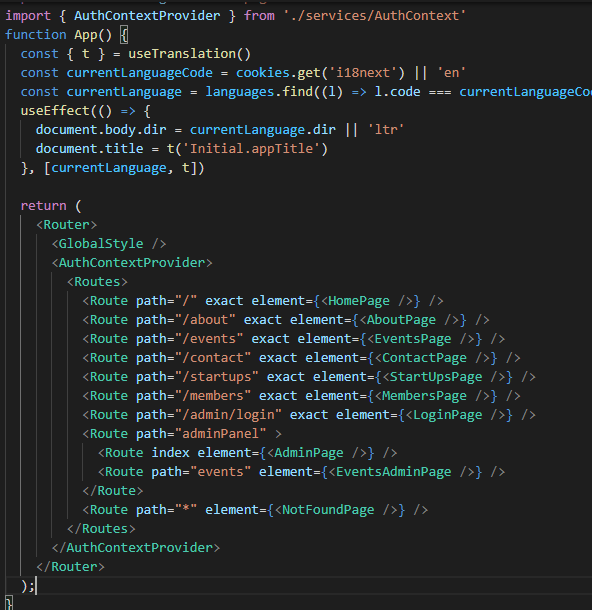 import { AuthContextProvider } from './services/AuthContext'
function App() {
  const { t } = useTranslation()
  const currentLanguageCode = cookies.get('i18next') || 'en'
  const currentLanguage = languages.find((l) => l.code === currentLanguageCo
  useEffect(() => {
    document.body.dir = currentLanguage.dir || 'ltr'
    document.title = t('Initial.appTitle')
  }, [currentLanguage, t])

  return (
    <Router>
      <GlobalStyle />
      <AuthContextProvider>
        <Routes>
          <Route path="/" exact element={<HomePage />} />
          <Route path="/about" exact element={<AboutPage />} />
          <Route path="/events" exact element={<EventsPage />} />
          <Route path="/contact" exact element={<ContactPage />} />
          <Route path="/startups" exact element={<StartUpsPage />} />
          <Route path="/members" exact element={<MembersPage />} />
          <Route path="/admin/login" exact element={<LoginPage />} />
          <Route path="adminPanel" >
            <Route index element={<AdminPage />} />
            <Route path="events" element={<EventsAdminPage />} />
          </Route>
          <Route path="*" element={<NotFoundPage />} />
        </Routes>
      </AuthContextProvider>
    </Router>
  );
}